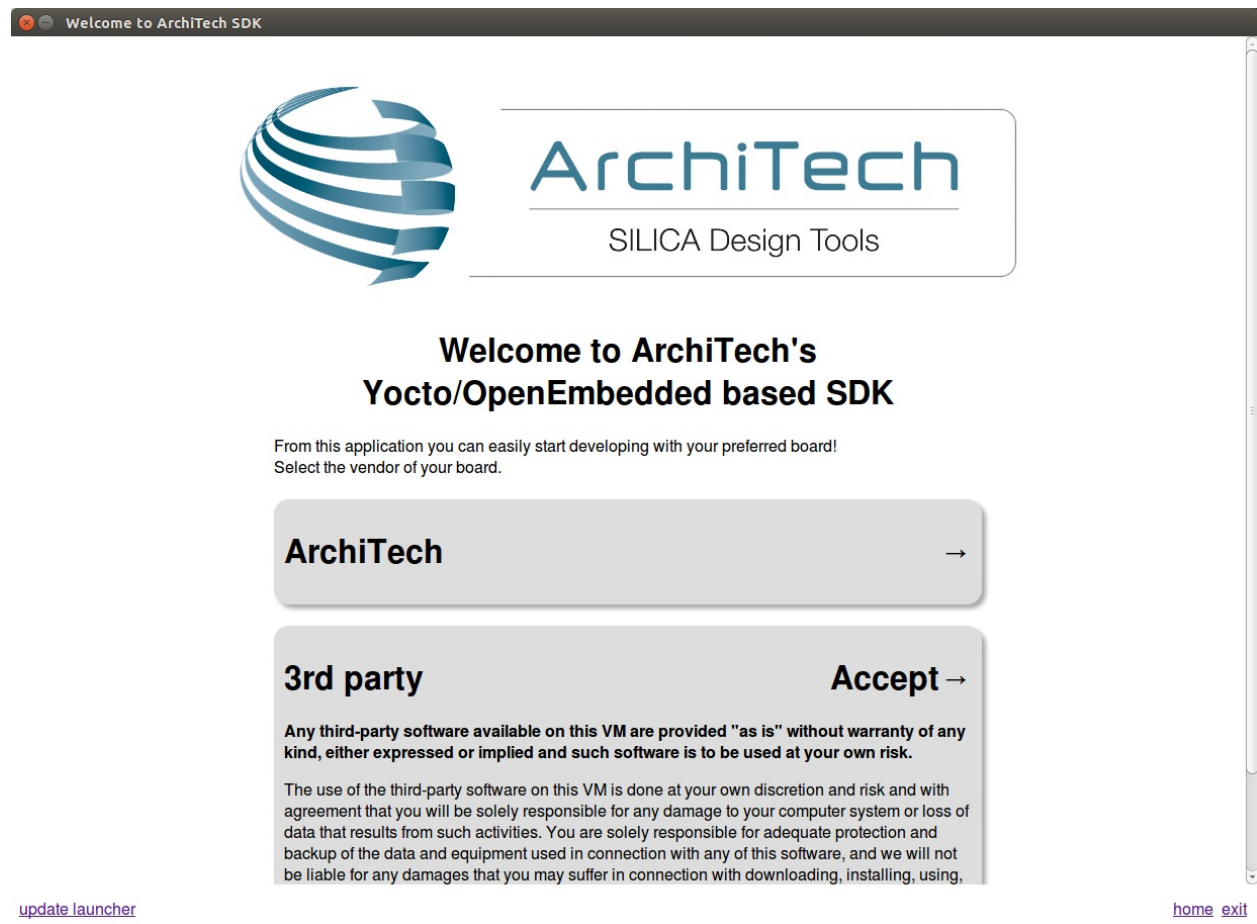 Welcome to ArchiTech SDK
ArchiTech
SILICA Design Tools
Welcome to ArchiTech's
Yocto/OpenEmbedded based SDK
From this application you can easily start developing with your preferred board!
Select the vendor of your board.
ArchiTech →
3rd party Accept→
Any third-party software available on this VM are provided "as is" without warranty of any
kind, either expressed or implied and such software is to be used at your own risk.
The use of the third-party software on this VM is done at your own discretion and risk and with
agreement that you will be solely responsible for any damage to your computer system or loss of
data that results from such activities. You are solely responsible for adequate protection and
backup of the data and equipment used in connection with any of this software, and we will not
be liable for any damages that you may suffer in connection with downloading, installing, using,
update launcher home exit